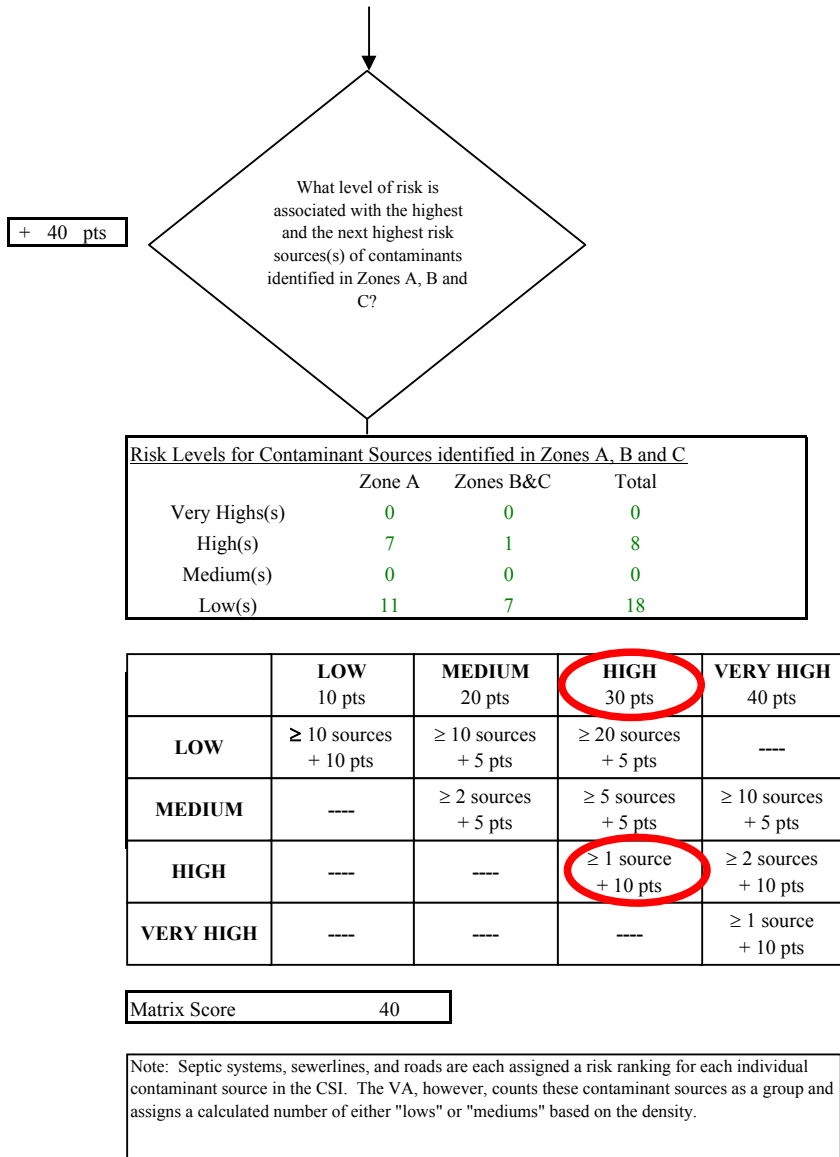 What level of risk is
associated with the highest
and the next highest risk
sources(s) of contaminants
identified in Zones A, B and
C?
+ 40 pts
Risk Levels for Contaminant Sources identified in Zones A, B and C
Zone A Zones B&C Total
Very Highs(s) 0 0 0
High(s) 7 1 8
Medium(s) 0 0 0
Low(s) 11 7 18
LOW MEDIUM HIGH VERY HIGH
10 pts 20 pts 30 pts 40 pts
LOW ≥ 10 sources ≥ 10 sources ≥ 20 sources ----
+ 10 pts + 5 pts + 5 pts
MEDIUM ---- ≥ 2 sources ≥ 5 sources ≥ 10 sources
+ 5 pts + 5 pts + 5 pts
HIGH ---- ---- ≥ 1 source ≥ 2 sources
+ 10 pts + 10 pts
VERY HIGH ---- ---- ---- ≥ 1 source
+ 10 pts
Matrix Score 40
Note: Septic systems, sewerlines, and roads are each assigned a risk ranking for each individual
contaminant source in the CSI. The VA, however, counts these contaminant sources as a group and
assigns a calculated number of either "lows" or "mediums" based on the density.